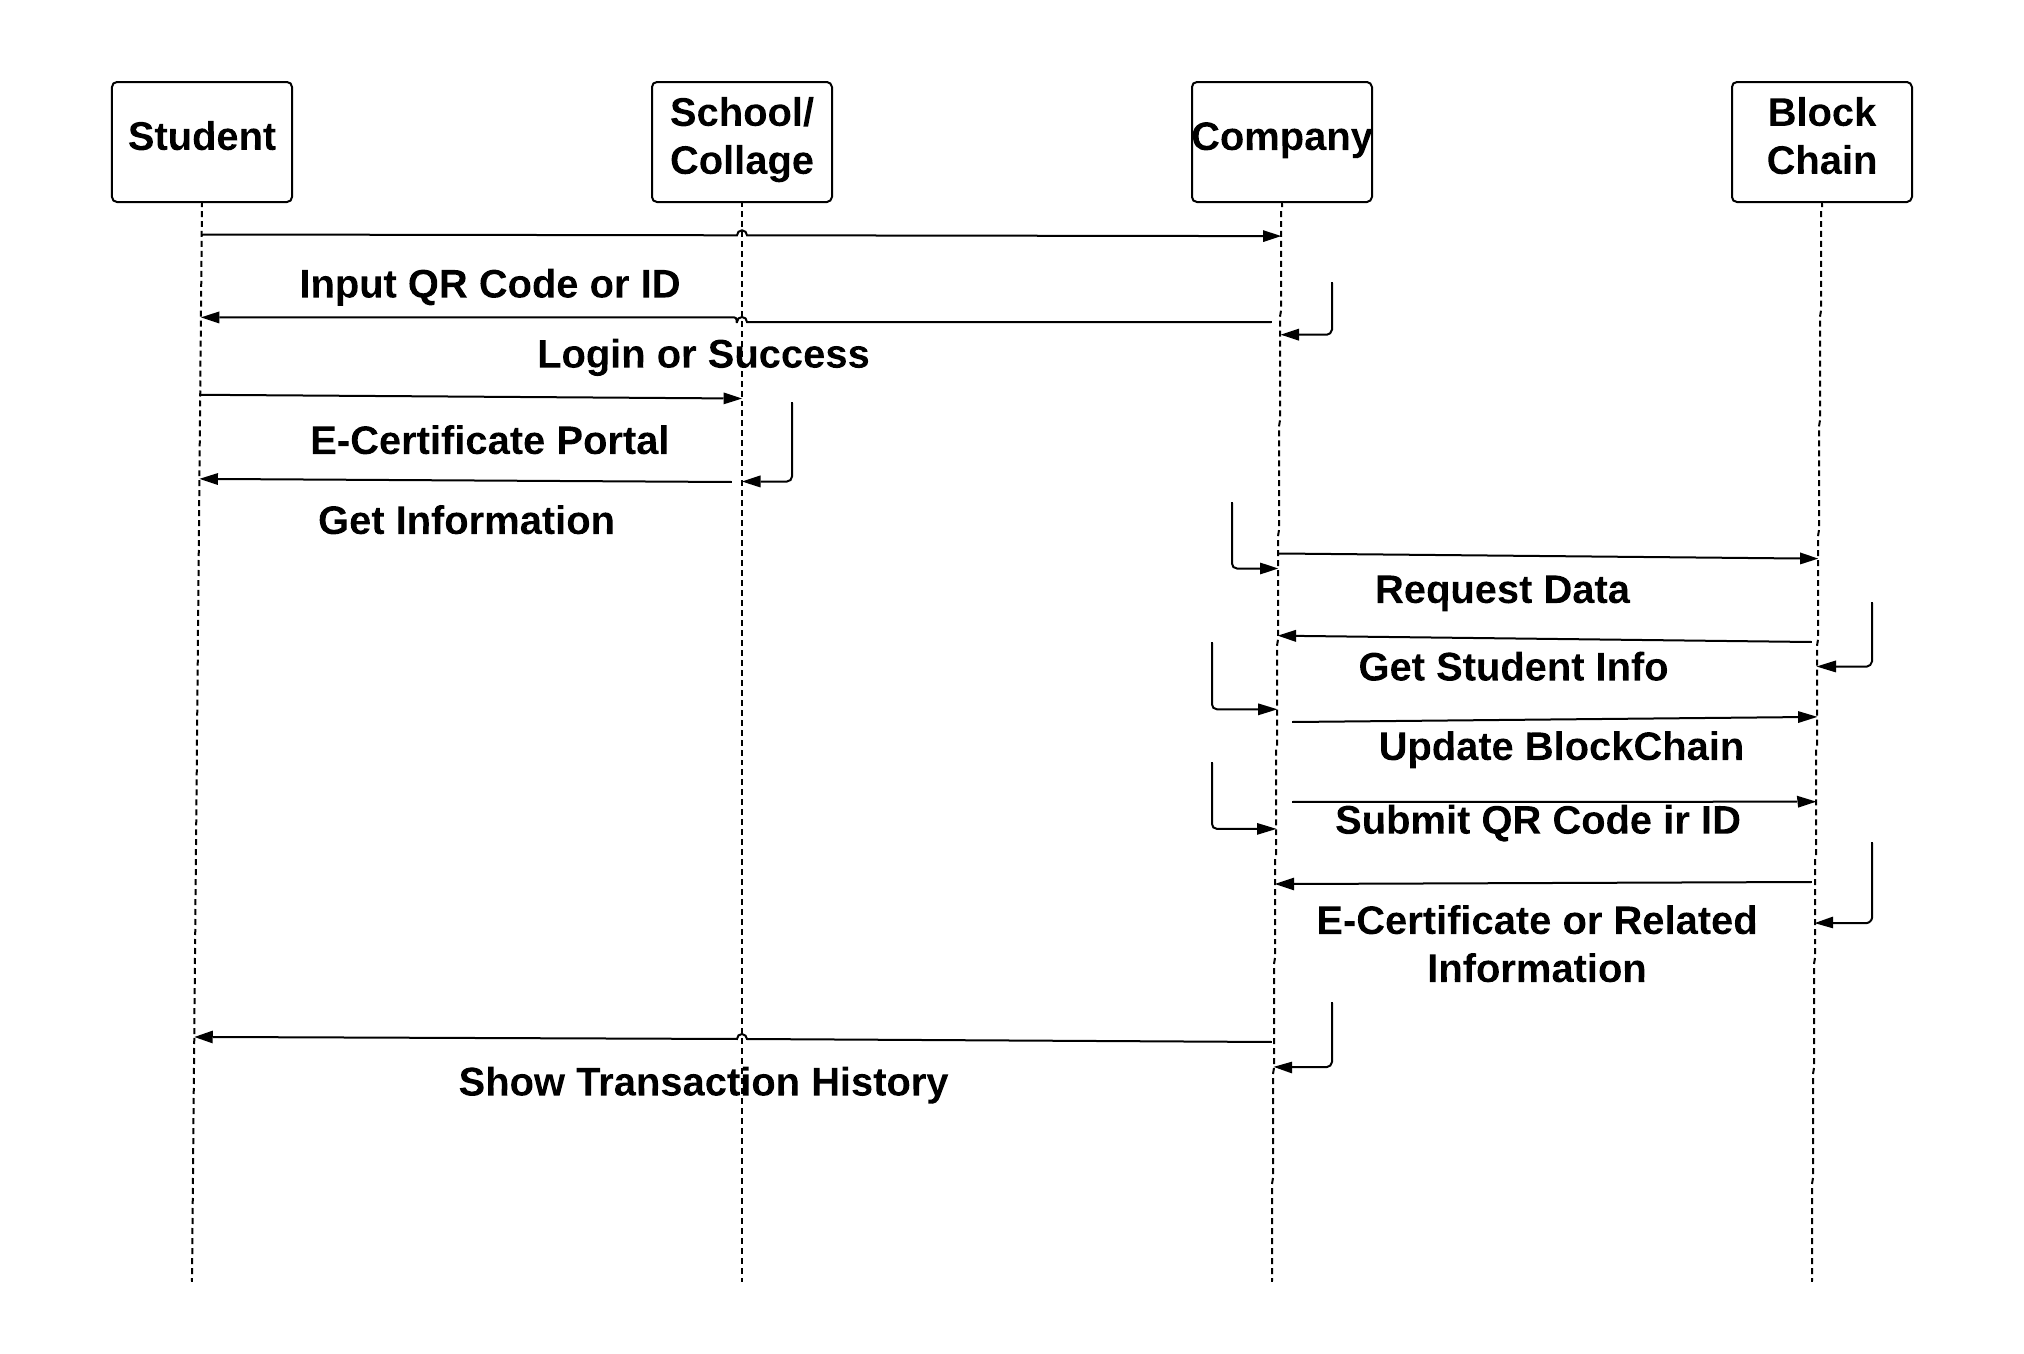 Student
School/
Collage
Company
Block
Chain
Input QR Code or ID
Login or Success
E-Certificate Portal
Get Information
Request Data
Get Student Info
Update BlockChain
Submit QR Code ir ID
E-Certificate or Related
Information
Show Transaction History